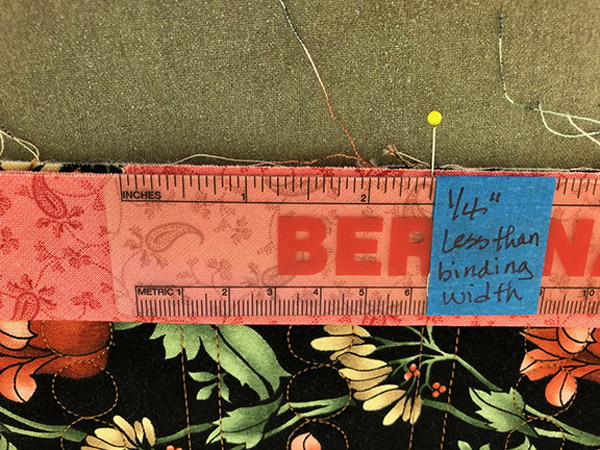 INCHES 1 2
BER NA
METRIC 1 2 3 4 5 6 9 10
1/4"
Less than
binding
width